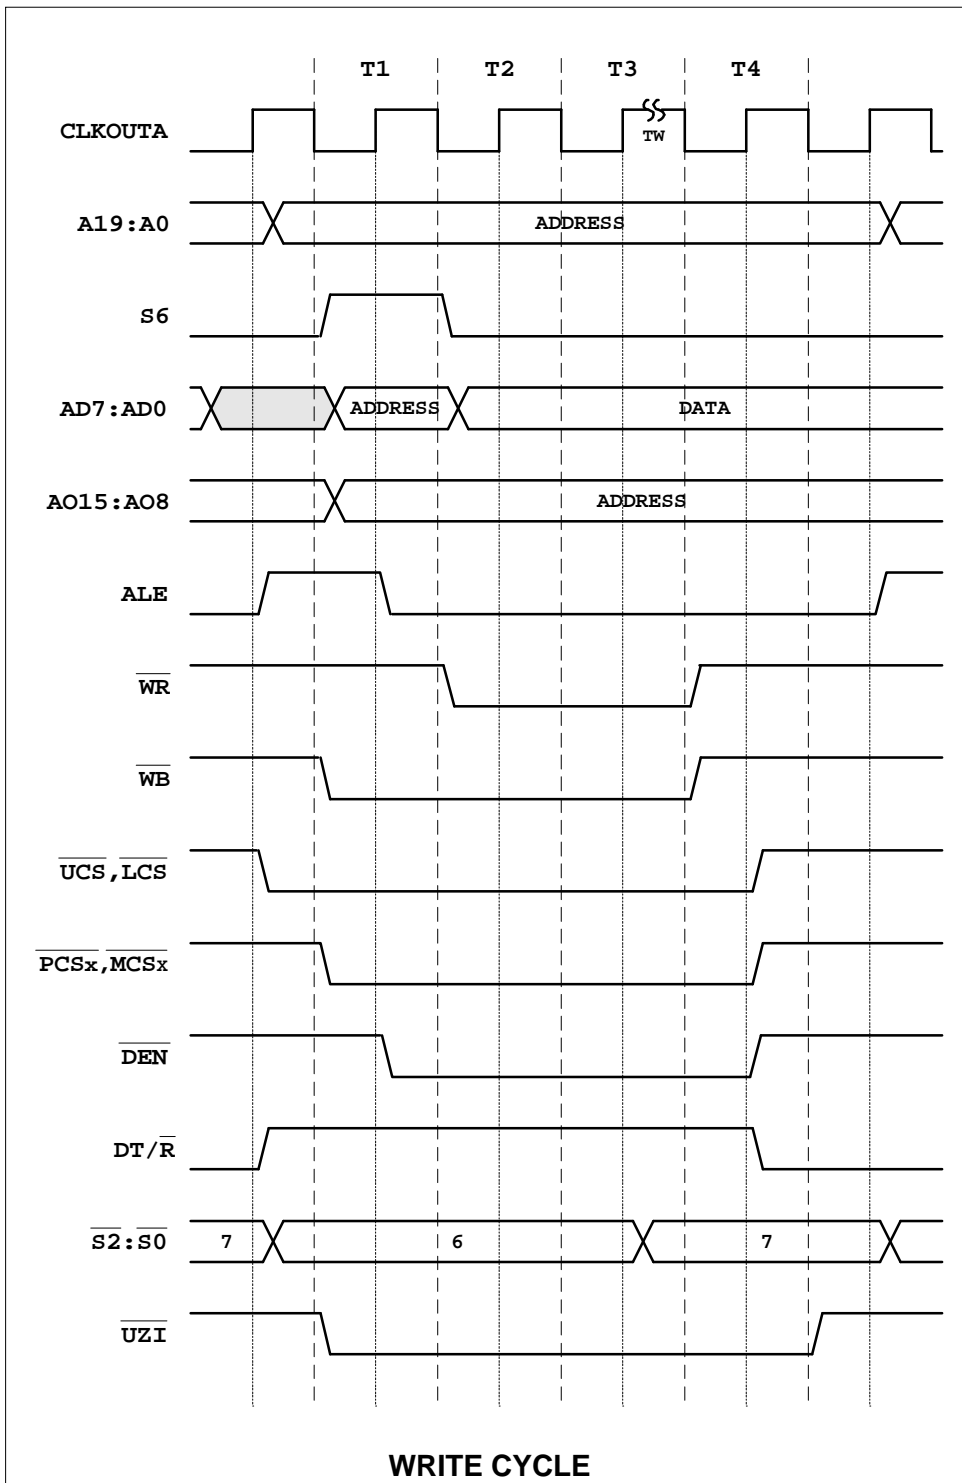 T1 T2 T3 T4
CLKOUTA TW
A19:A0 ADDRESS
S6
AD7:AD0 ADDRESS DATA
AO15:AO8 ADDRESS
ALE
WR
WB
UCS,LCS
PCSx,MCSx
DEN
DT/R
S2:S0 7 6 7
UZI
WRITE CYCLE